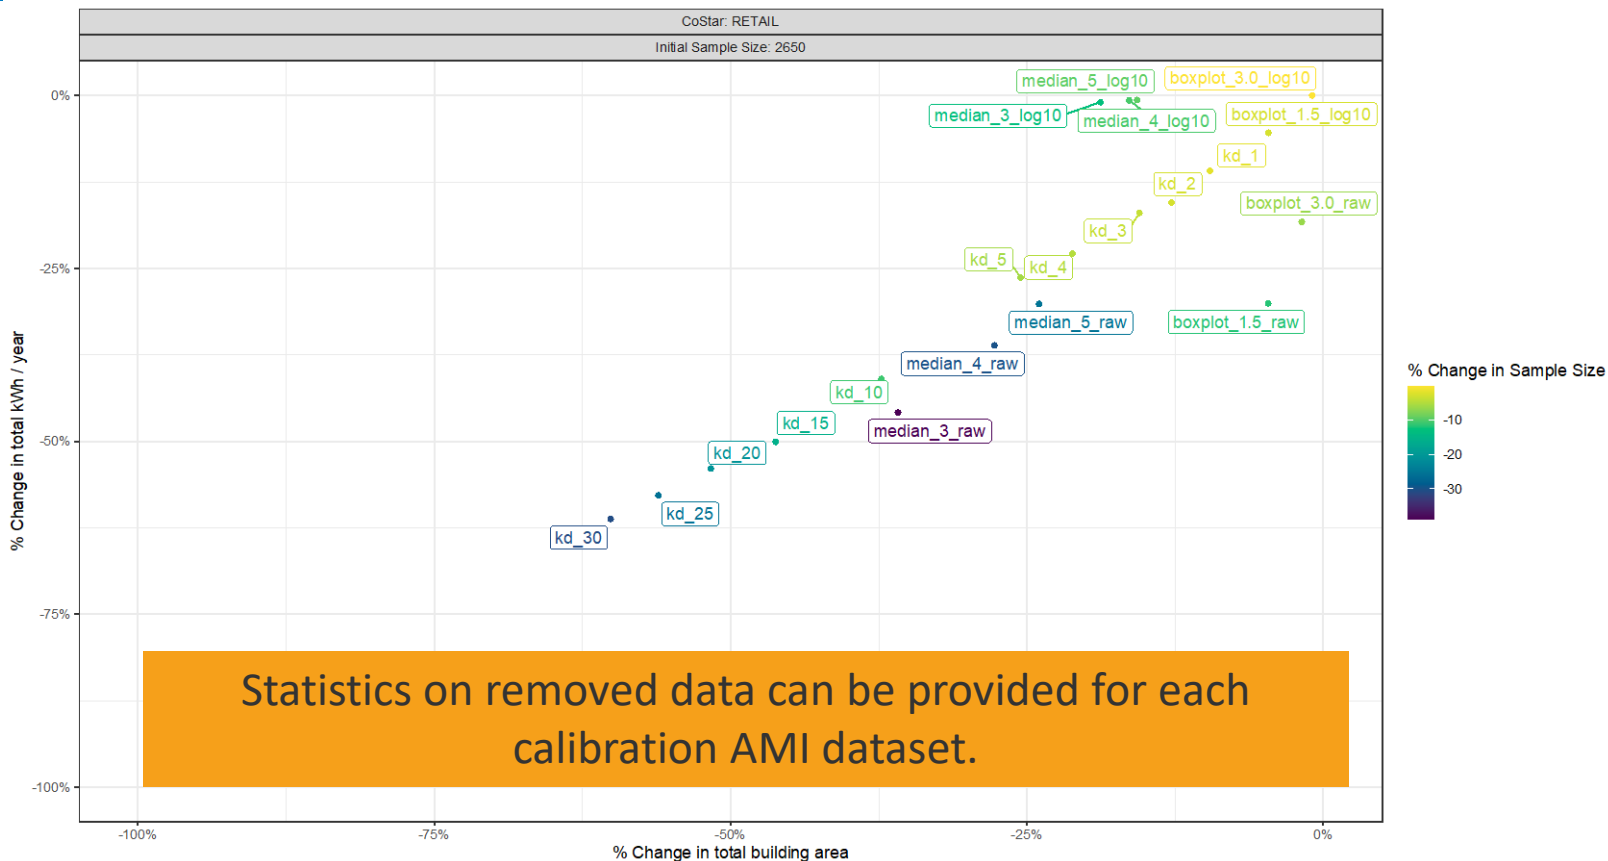 CoStar: RETAIL
Initial Sample Size: 2650
median_5_log10
boxplot_3.0_log10
median_3_log10
median_4_log10
boxplot_1.5_log10
kd_1
kd_2
boxplot_3.0_raw
kd_3
kd_5
kd_4
median_5_raw
boxplot_1.5_raw
median_4_raw
kd_10
kd_15
median_3_raw
kd_20
kd_25
kd_30
0%
-25%
-50%
-75%
-100%
% Change in total kWh / year
Statistics on removed data can be provided for each
calibration AMI dataset.
-100%
-75%
-50%
-25%
0%
% Change in total building area
% Change in Sample Size
-10
-20
-30